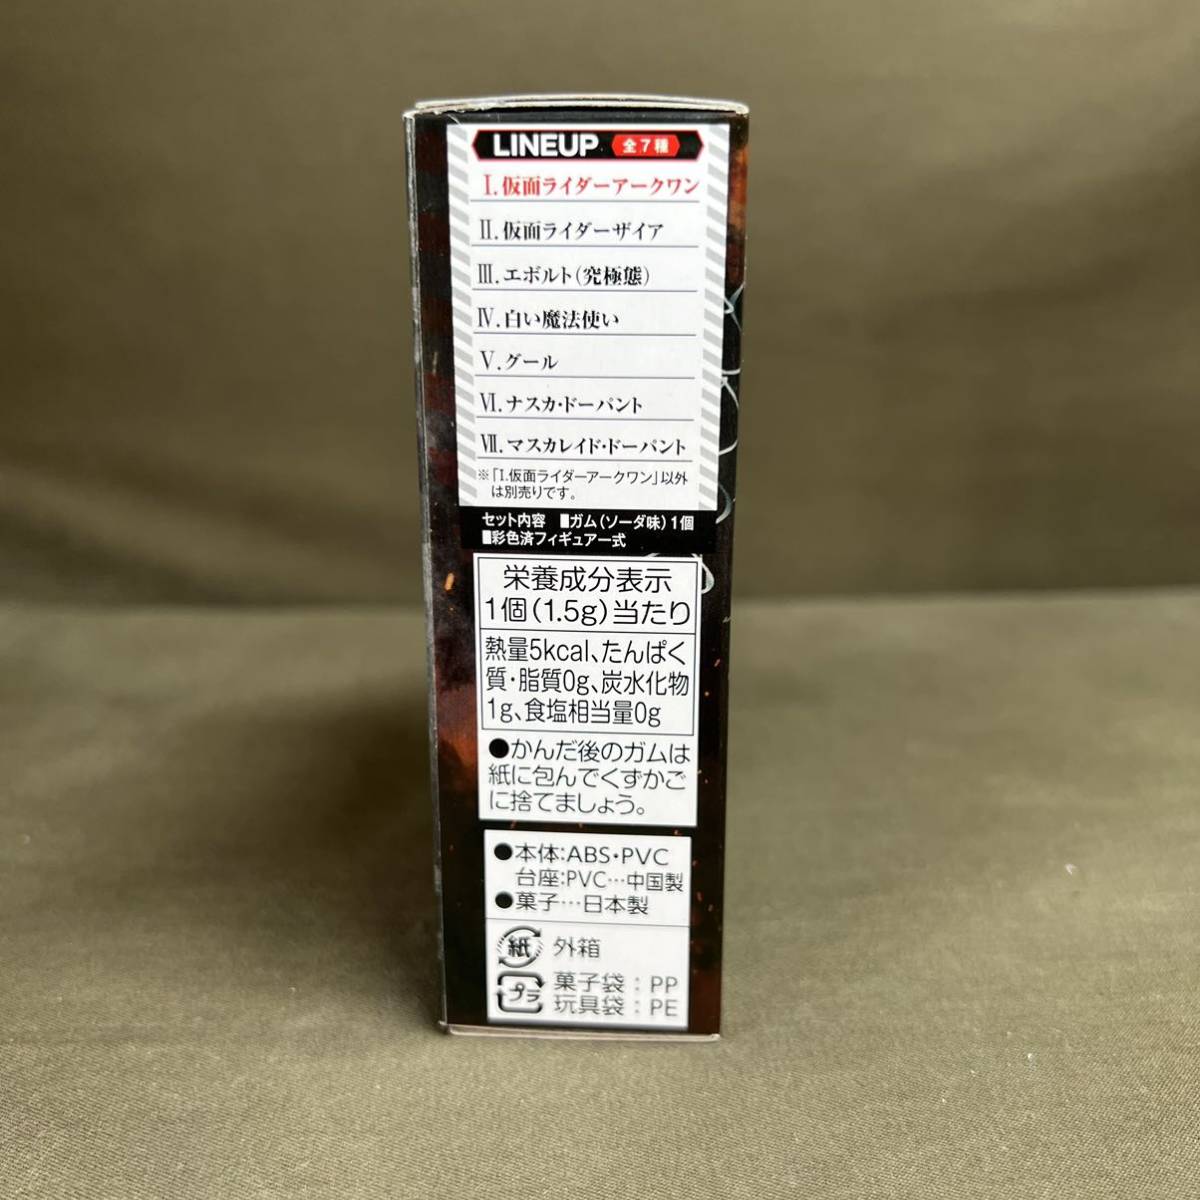 LINEUP 全7種
Ⅰ.仮面ライダーアークワン
Ⅱ.仮面ライダーザイア
Ⅲ.エボルト(究極態)
Ⅳ.白い魔法使い
Ⅴ.グール
Ⅵ.ナスカ・ドーパント
Ⅶ.マスカレイド・ドーパント
※「Ⅰ.仮面ライダーアークワン」以外
は別売りです。
セット内容 ■ガム(ソーダ味)1個
■彩色済フィギュア一式
栄養成分表示
1個(1.5g)当たり
熱量5kcal、たんぱく
質・脂質0g、炭水化物
1g、食塩相当量0g
●かんだ後のガムは
紙に包んでくずかご
に捨てましょう。
●本体:ABS・PVC
台座:PVC…中国製
●菓子…日本製
紙 外箱
プラ 菓子袋:PP
玩具袋:PE